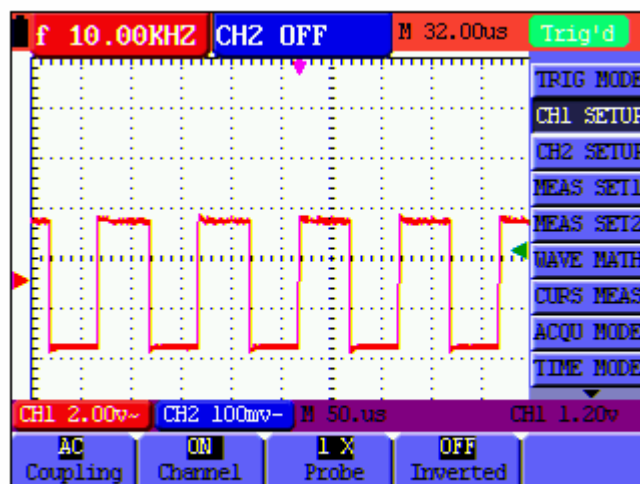 f 10.00KHZ CH2 OFF M 32.00us Trig'd
TRIG MODE
CH1 SETUP
CH2 SETUP
MEAS SET1
MEAS SET2
WAVE MATH
CURS MEAS
ACQU MODE
TIME MODE
CH1 2.00v~ CH2 100mv- M 50.us CH1 1.20v
AC ON 1 X OFF
Coupling Channel Probe Inverted